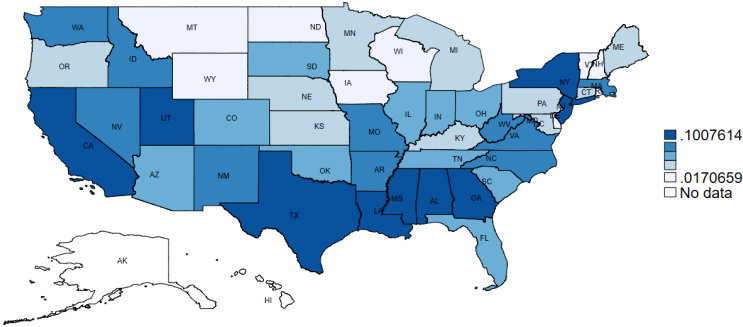 WA
MT
ND
MN
ME
OR
ID
SD
WI
MI
VT
NH
NY
WY
IA
NE
PA
CT
MA
NV
UT
CO
IL
IN
OH
NJ
CA
KS
MO
KY
WV
VA
AZ
NM
OK
AR
TN
NC
SC
TX
LA
MS
AL
GA
FL
AK
HI
.1007614
.0170659
No data